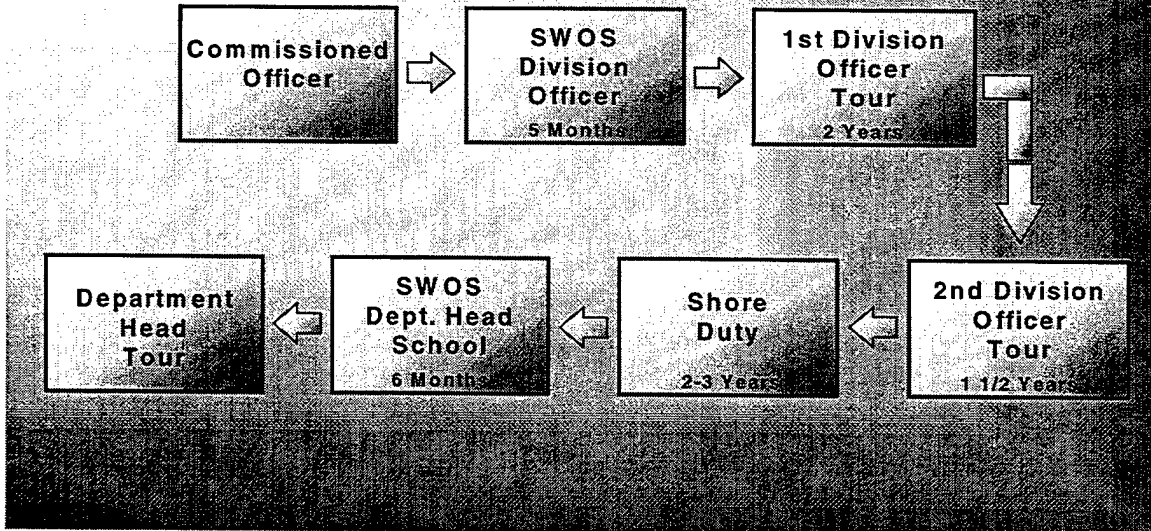 Commissioned
Officer
SWOS
Division
Officer
5 Months
1st Division
Officer
Tour
2 Years
2nd Division
Officer
Tour
1 1/2 Years
Shore
Duty
2-3 Years
SWOS
Dept. Head
School
6 Months
Department
Head
Tour